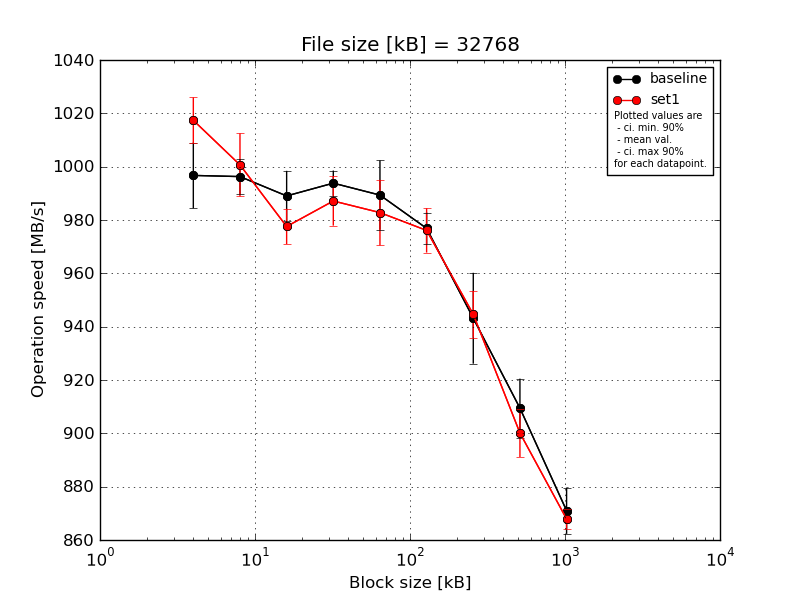 File size [kB] = 32768
1040
1020
1000
980
960
940
920
900
880
860
Operation speed [MB/s]
baseline
set1
Plotted values are
- ci. min. 90%
- mean val.
- ci. max 90%
for each datapoint.
10^0 10^1 10^2 10^3 10^4
Block size [kB]